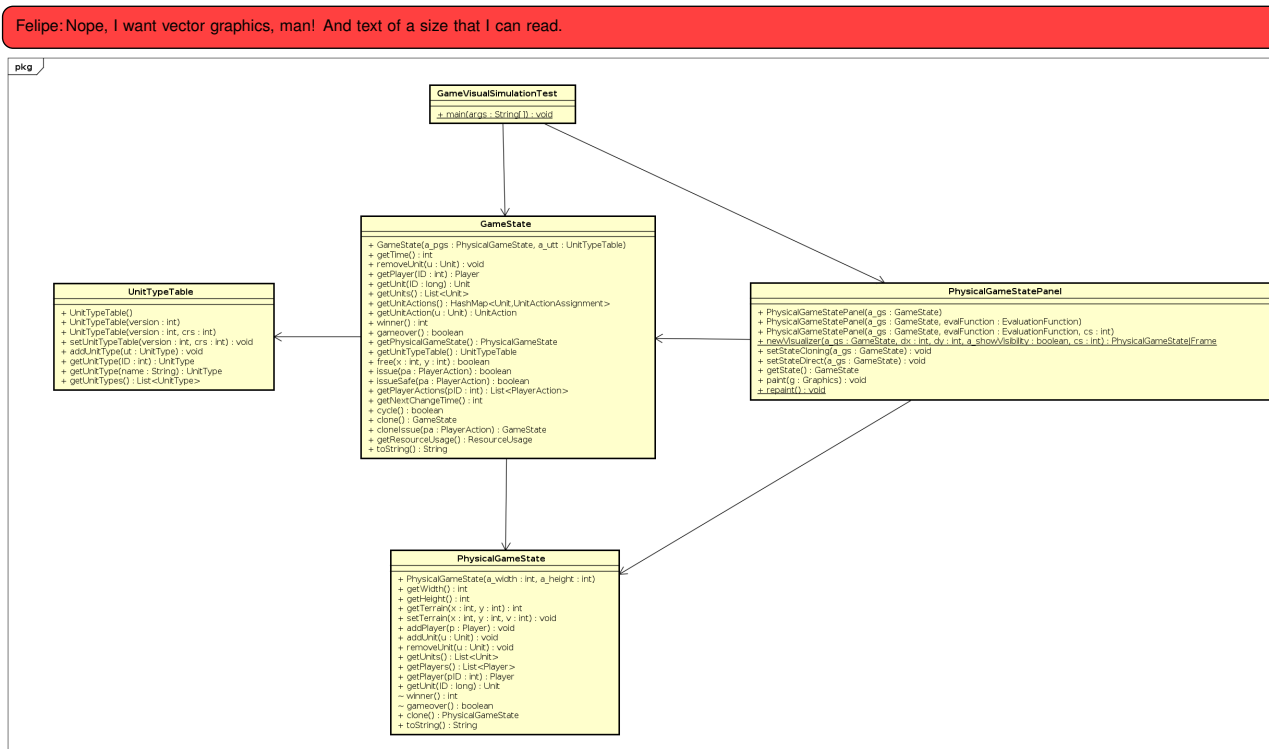 Felipe: Nope, I want vector graphics, man! And text of a size that I can read.
pkg
GameVisualSimulationTest
+ main(args : String[]) : void
GameState
+ GameState(a_pgs : PhysicalGameState, a_utt : UnitTypeTable)
+ getTime() : int
+ removeUnit(u : Unit) : void
+ getPlayer(ID : int) : Player
+ getUnit(ID : long) : Unit
+ getUnits() : List<Unit>
+ getUnitActions() : HashMap<Unit,UnitActionAssignment>
+ getUnitAction(u : Unit) : UnitAction
+ winner() : int
+ gameover() : boolean
+ getPhysicalGameState() : PhysicalGameState
+ getUnitTypeTable() : UnitTypeTable
+ free(x : int, y : int) : boolean
+ issue(pa : PlayerAction) : boolean
+ issueSafe(pa : PlayerAction) : boolean
+ getPlayerActions(pID : int) : List<PlayerAction>
+ getNextChangeTime() : int
+ cycle() : boolean
+ clone() : GameState
+ cloneIssue(pa : PlayerAction) : GameState
+ getResourceUsage() : ResourceUsage
+ toString() : String
UnitTypeTable
+ UnitTypeTable()
+ UnitTypeTable(version : int)
+ UnitTypeTable(version : int, crs : int)
+ setUnitTypeTable(version : int, crs : int) : void
+ addUnitType(ut : UnitType) : void
+ getUnitType(ID : int) : UnitType
+ getUnitType(name : String) : UnitType
+ getUnitTypes() : List<UnitType>
PhysicalGameStatePanel
+ PhysicalGameStatePanel(a_gs : GameState)
+ PhysicalGameStatePanel(a_gs : GameState, evalFunction : EvaluationFunction)
+ PhysicalGameStatePanel(a_gs : GameState, evalFunction : EvaluationFunction, cs : int)
+ newVisualizer(a_gs : GameState, dx : int, dy : int, a_showVisibility : boolean, cs : int) : PhysicalGameState|Frame
+ setStateCloning(a_gs : GameState) : void
+ setStateDirect(a_gs : GameState) : void
+ getState() : GameState
+ paint(g : Graphics) : void
+ repaint() : void
PhysicalGameState
+ PhysicalGameState(a_width : int, a_height : int)
+ getWidth() : int
+ getHeight() : int
+ getTerrain(x : int, y : int) : int
+ setTerrain(x : int, y : int, v : int) : void
+ addPlayer(p : Player) : void
+ addUnit(u : Unit) : void
+ removeUnit(u : Unit) : void
+ getUnits() : List<Unit>
+ getPlayers() : List<Player>
+ getPlayer(pID : int) : Player
+ getUnit(ID : long) : Unit
~ winner() : int
~ gameover() : boolean
+ clone() : PhysicalGameState
+ toString() : String